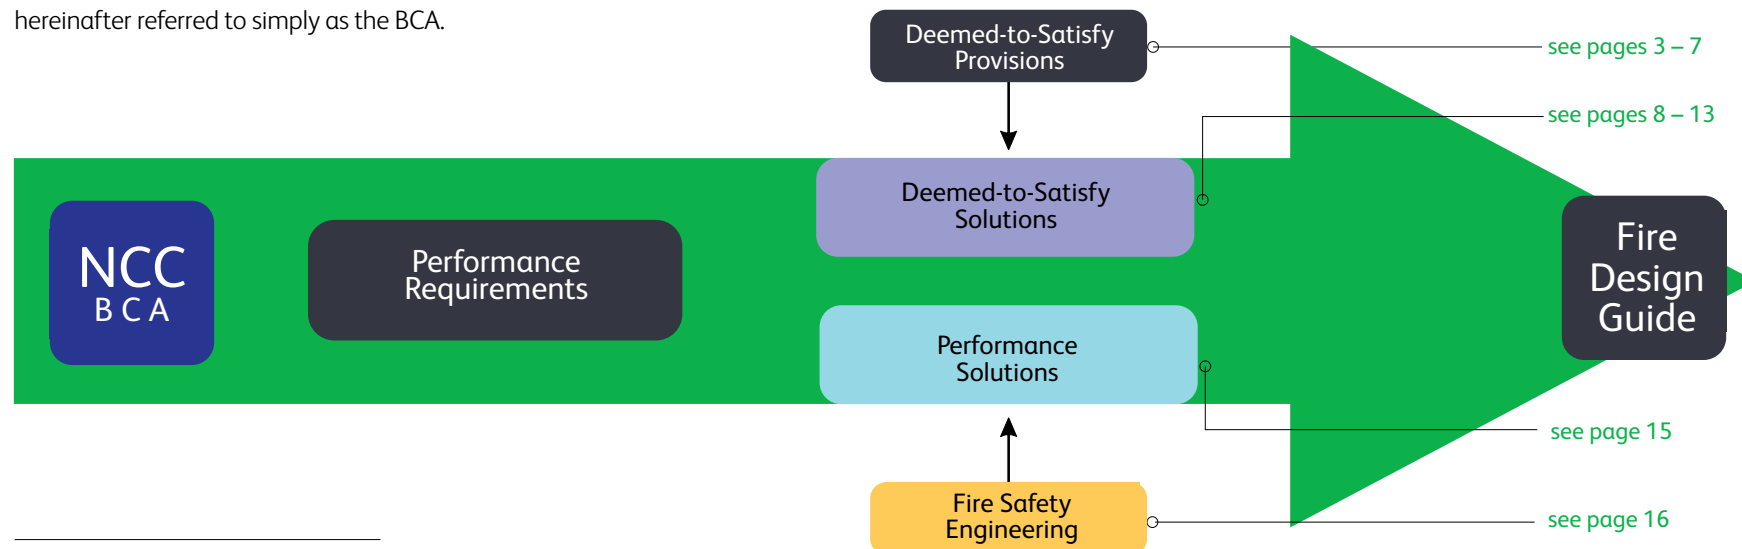 hereinafter referred to simply as the BCA.
Deemed-to-Satisfy
Provisions
see pages 3 – 7
see pages 8 – 13
Deemed-to-Satisfy
Solutions
NCC
BCA
Performance
Requirements
Fire
Design
Guide
Performance
Solutions
see page 15
Fire Safety
Engineering
see page 16